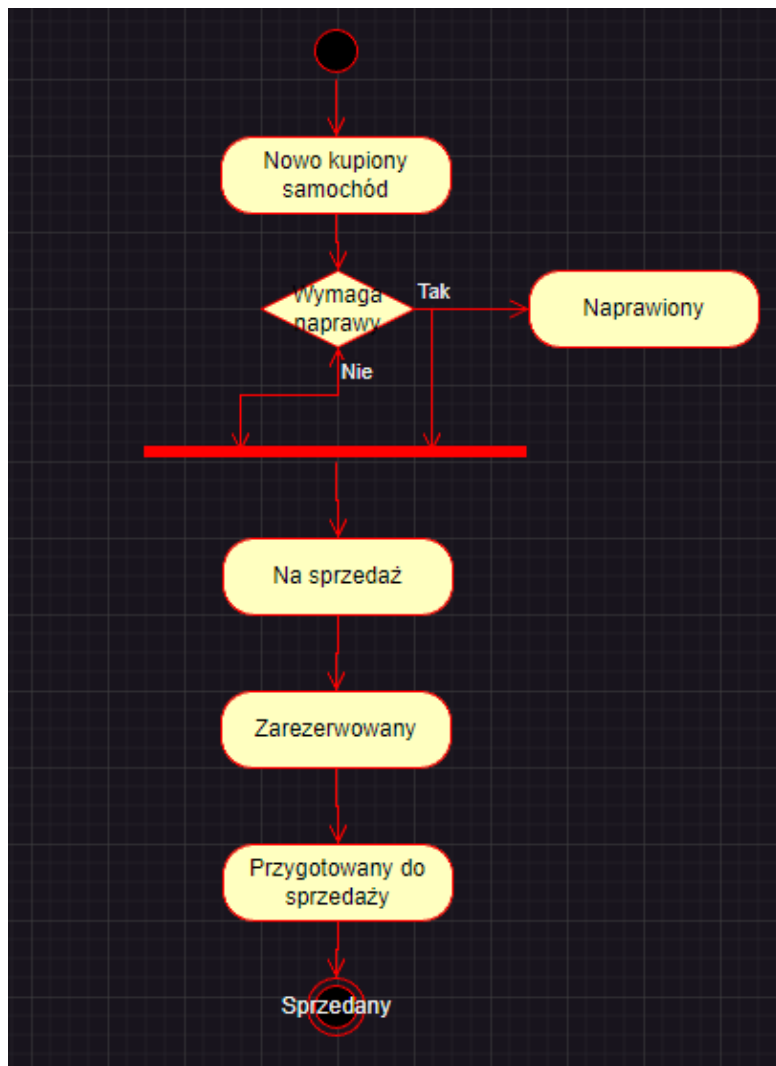 Nowo kupiony
samochód
Wymaga
naprawy
Tak
Naprawiony
Nie
Na sprzedaż
Zarezerwowany
Przygotowany do
sprzedaży
Sprzedany